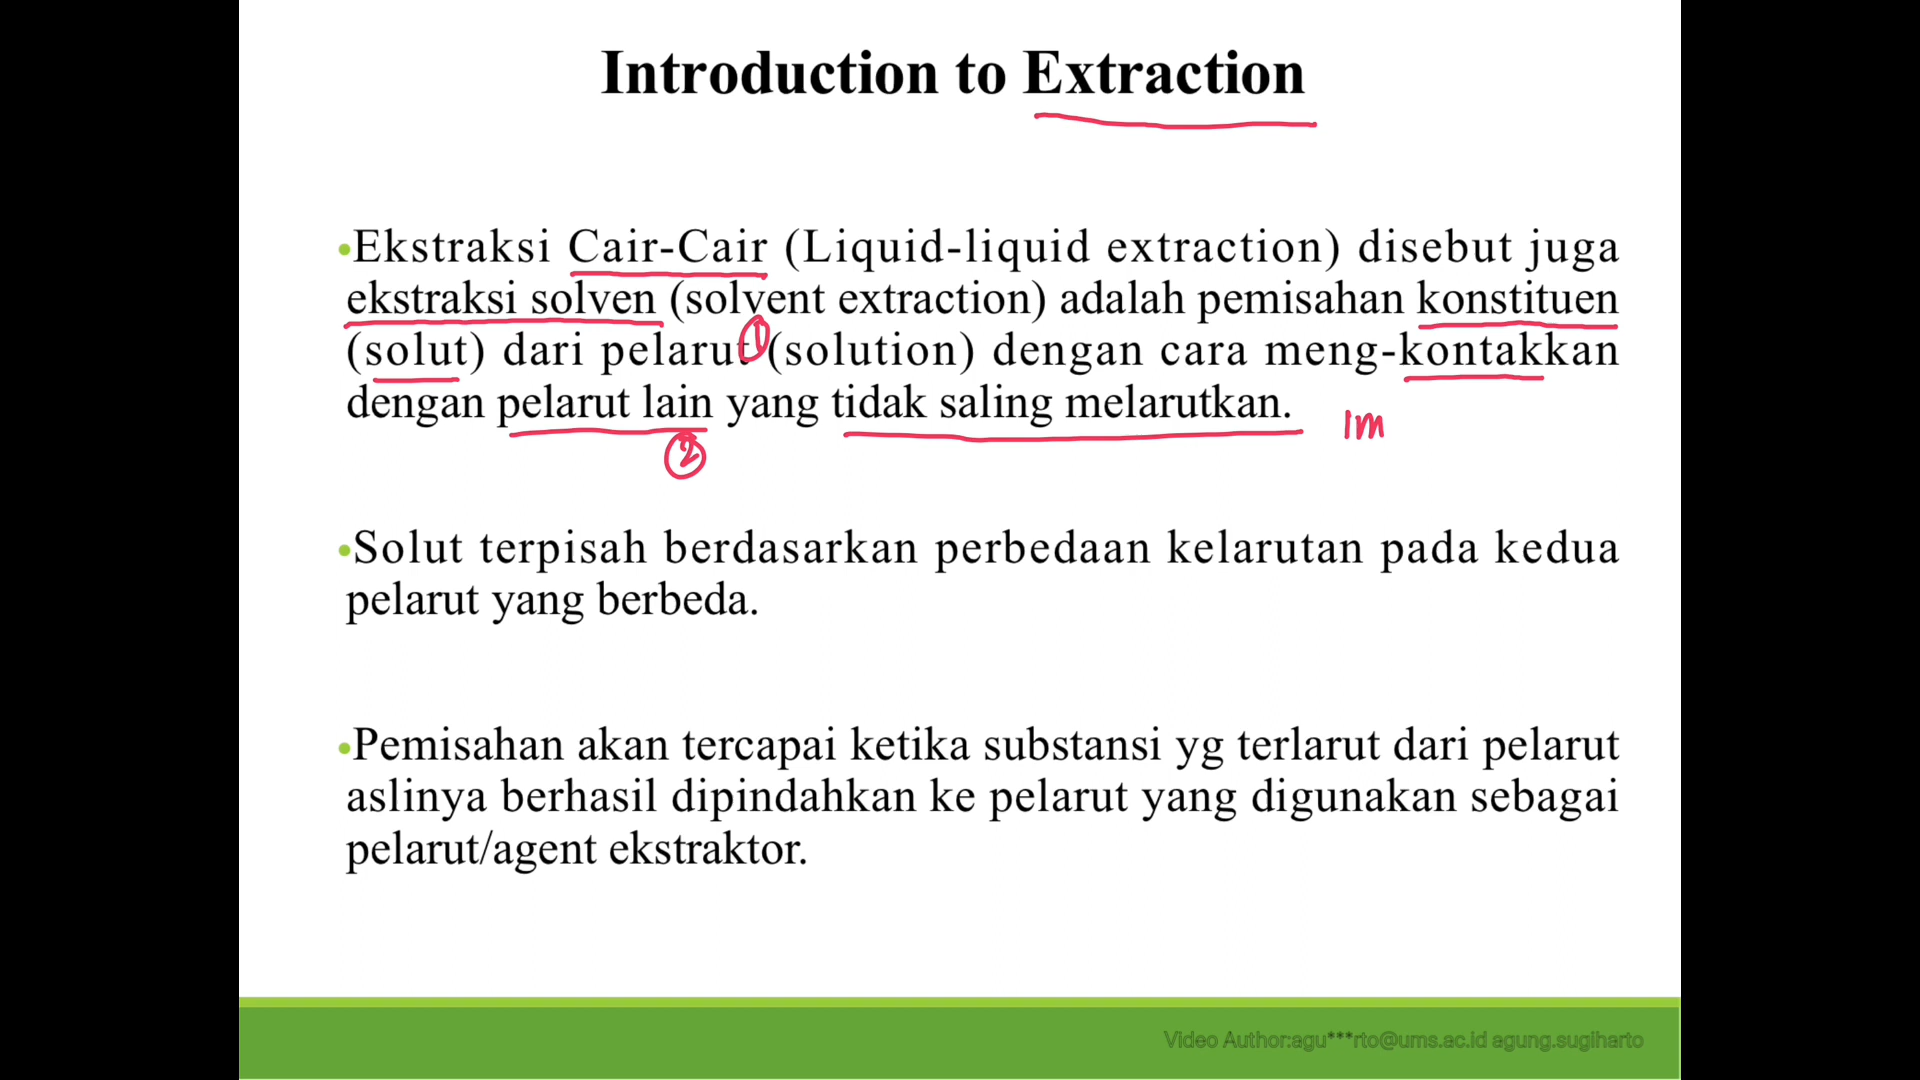 Introduction to Extraction
•Ekstraksi Cair-Cair (Liquid-liquid extraction) disebut juga
ekstraksi solven (solvent extraction) adalah pemisahan konstituen
(solut) dari pelarut (solution) dengan cara meng-kontakkan
1
dengan pelarut lain yang tidak saling melarutkan.
Im
2
•Solut terpisah berdasarkan perbedaan kelarutan pada kedua
pelarut yang berbeda.
•Pemisahan akan tercapai ketika substansi yg terlarut dari pelarut
aslinya berhasil dipindahkan ke pelarut yang digunakan sebagai
pelarut/agent ekstraktor.
Video Author:agu***rto@ums.ac.id agung.sugiharto